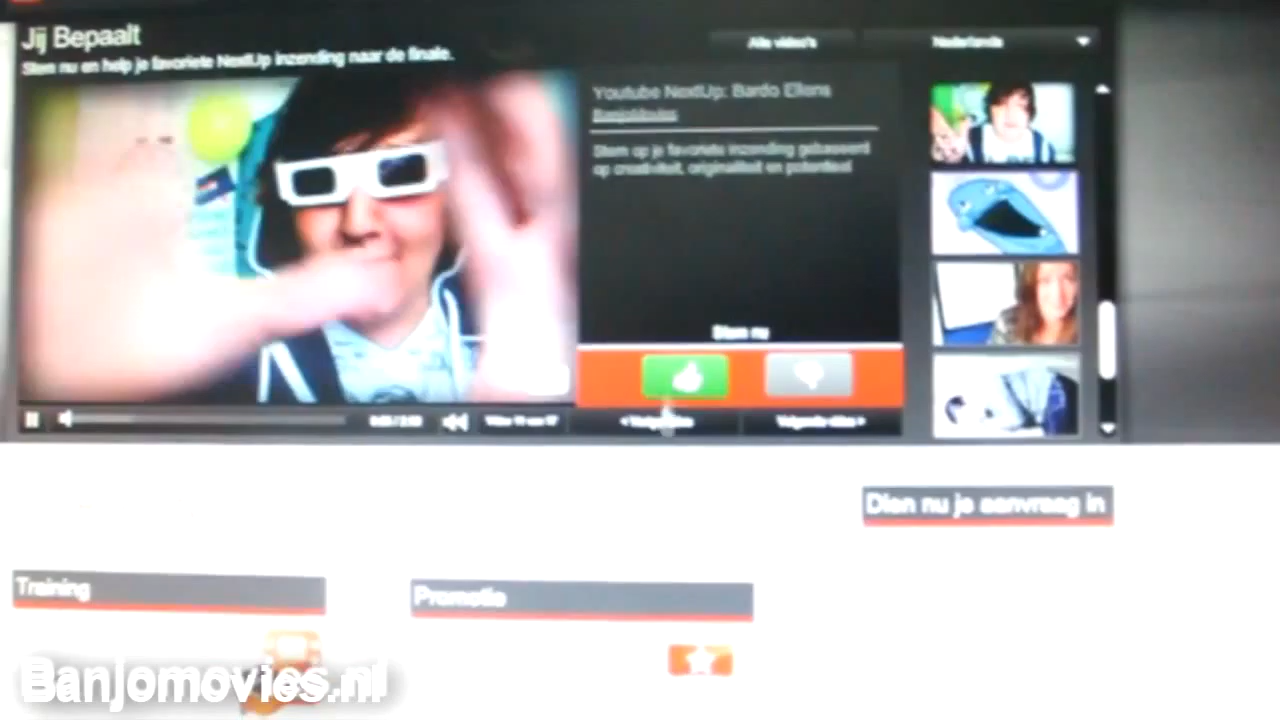 Jij Bepaalt
Stem nu en help je favoriete NextUp inzending naar de finale.
Alle video's
Nederlands
Youtube NextUp: Bardo Ellens
BanjoMovies
Stem op je favoriete inzending gebaseerd
op creativiteit, originaliteit en potentieel
Stem nu
Volgende video >
Dien nu je aanvraag in
Training
Promotie
Banjomovies.nl